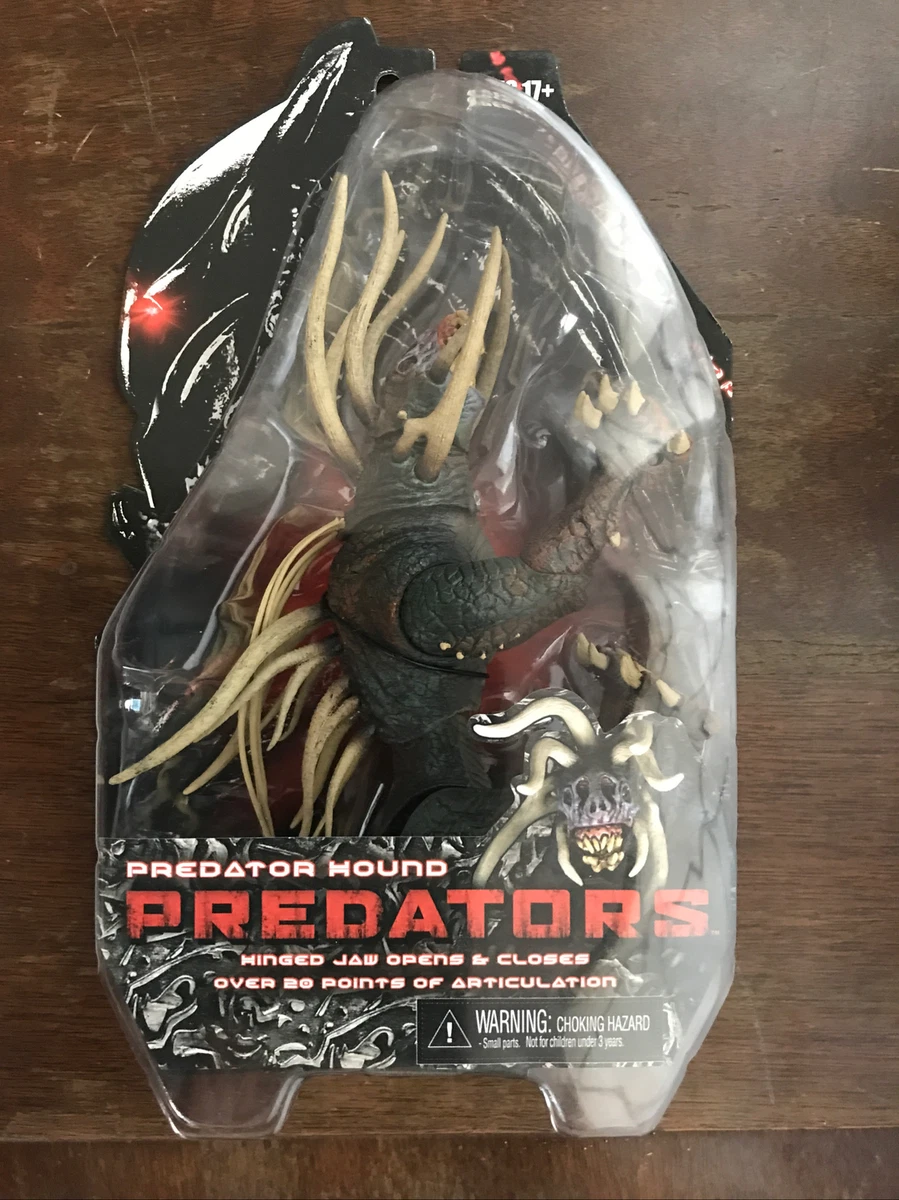 17+
PREDATOR HOUND
PREDATORS™
HINGED JAW OPENS & CLOSES
OVER 20 POINTS OF ARTICULATION
WARNING: CHOKING HAZARD
-Small parts. Not for children under 3 years.